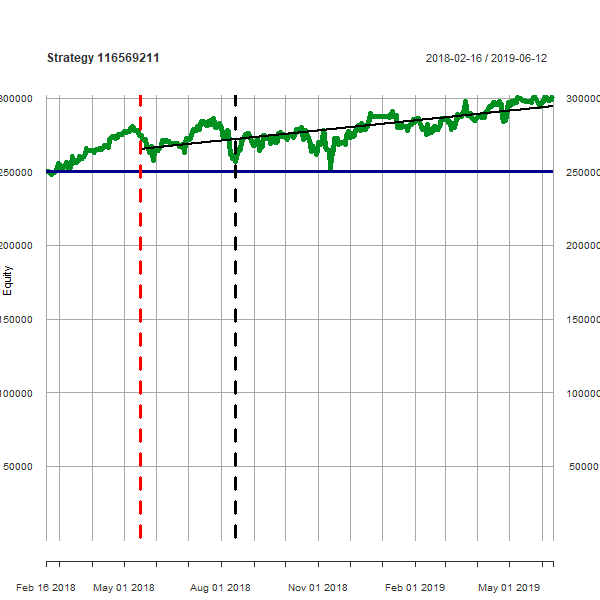 Strategy 116569211 2018-02-16 / 2019-06-12
300000 300000
250000 250000
200000 200000
150000 150000
100000 100000
50000 50000
Equity
Feb 16 2018 May 01 2018 Aug 01 2018 Nov 01 2018 Feb 01 2019 May 01 2019